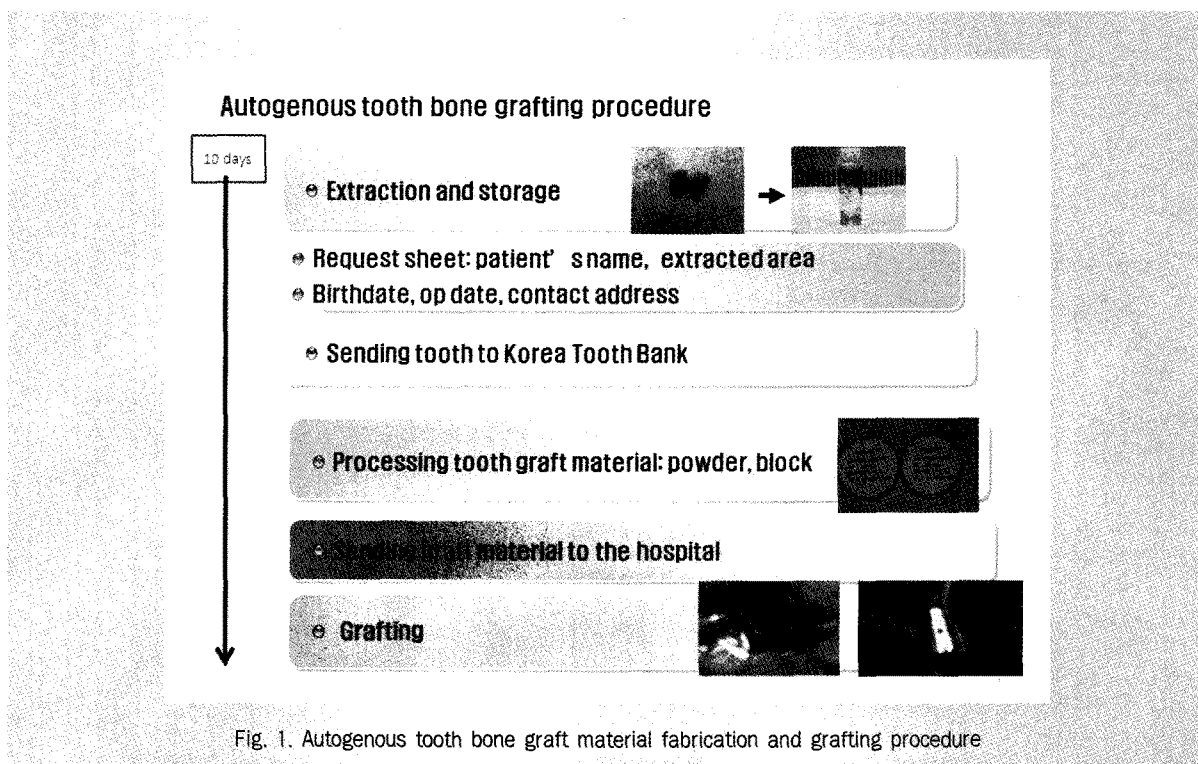 Autogenous tooth bone grafting procedure
10 days
Extraction and storage
Request sheet: patient' s name, extracted area
Birthdate, op date, contact address
Sending tooth to Korea Tooth Bank
Processing tooth graft material: powder, block
Sending graft material to the hospital
Grafting
Fig. 1. Autogenous tooth bone graft material fabrication and grafting procedure